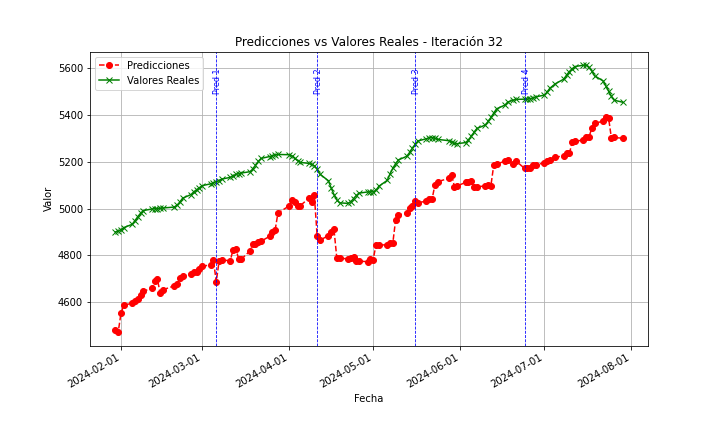 Predicciones vs Valores Reales - Iteración 32
Predicciones
Valores Reales
Pred 1
Pred 2
Pred 3
Pred 4
Valor
5600
5400
5200
5000
4800
4600
2024-02-01
2024-03-01
2024-04-01
2024-05-01
2024-06-01
2024-07-01
2024-08-01
Fecha